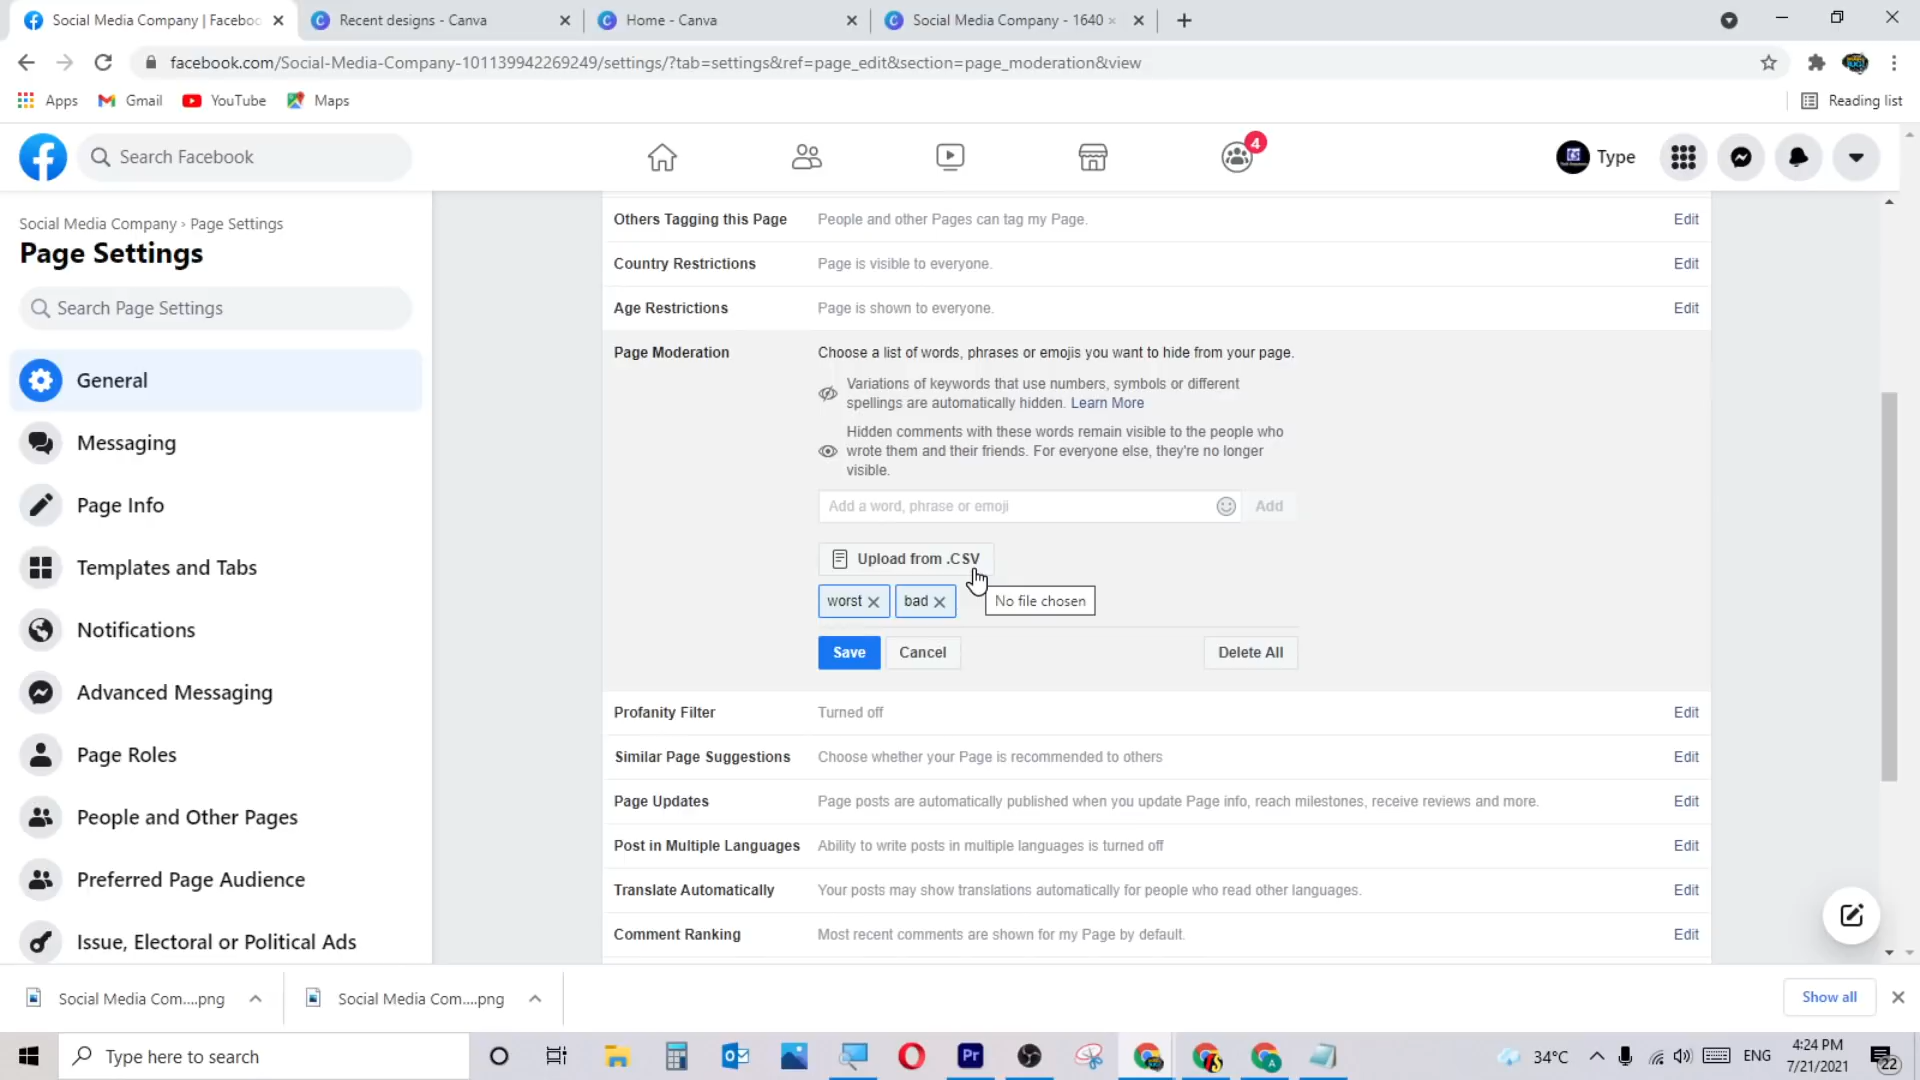 Social Media Company | Faceboo
Recent designs - Canva
Home - Canva
Social Media Company - 1640 ×
facebook.com/Social-Media-Company-101139942269249/settings/?tab=settings&ref=page_edit&section=page_moderation&view
Apps
Gmail
YouTube
Maps
Reading list
Search Facebook
4
Type
Social Media Company › Page Settings
Page Settings
Search Page Settings
General
Messaging
Page Info
Templates and Tabs
Notifications
Advanced Messaging
Page Roles
People and Other Pages
Preferred Page Audience
Issue, Electoral or Political Ads
Others Tagging this Page People and other Pages can tag my Page. Edit
Country Restrictions Page is visible to everyone. Edit
Age Restrictions Page is shown to everyone. Edit
Page Moderation Choose a list of words, phrases or emojis you want to hide from your page.
Variations of keywords that use numbers, symbols or different
spellings are automatically hidden. Learn More
Hidden comments with these words remain visible to the people who
wrote them and their friends. For everyone else, they're no longer
visible.
Add a word, phrase or emoji Add
Upload from .CSV
worst bad No file chosen
Save Cancel Delete All
Profanity Filter Turned off Edit
Similar Page Suggestions Choose whether your Page is recommended to others Edit
Page Updates Page posts are automatically published when you update Page info, reach milestones, receive reviews and more. Edit
Post in Multiple Languages Ability to write posts in multiple languages is turned off Edit
Translate Automatically Your posts may show translations automatically for people who read other languages. Edit
Comment Ranking Most recent comments are shown for my Page by default. Edit
Social Media Com....png
Social Media Com....png
Show all
Type here to search
Pr
34°C
ENG
4:24 PM
7/21/2021
22